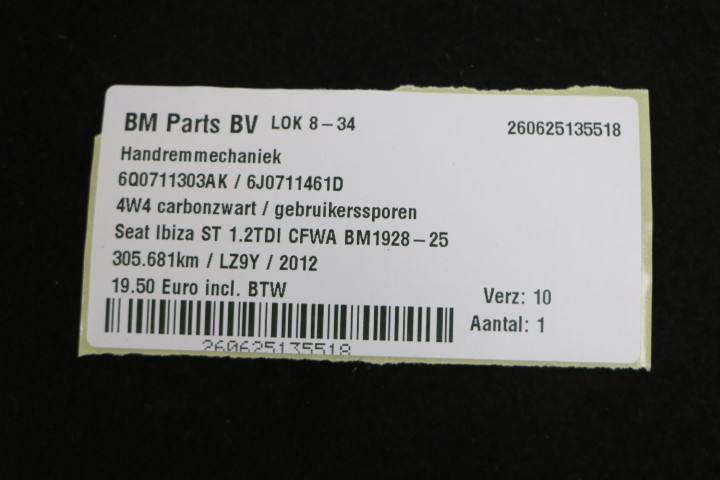 BM Parts BV LOK 8-34 260625135518
Handremmechaniek
6Q0711303AK / 6J0711461D
4W4 carbonzwart / gebruikerssporen
Seat Ibiza ST 1.2TDI CFWA BM1928-25
305.681km / LZ9Y / 2012
19.50 Euro incl. BTW Verz: 10
Aantal: 1
260625135518